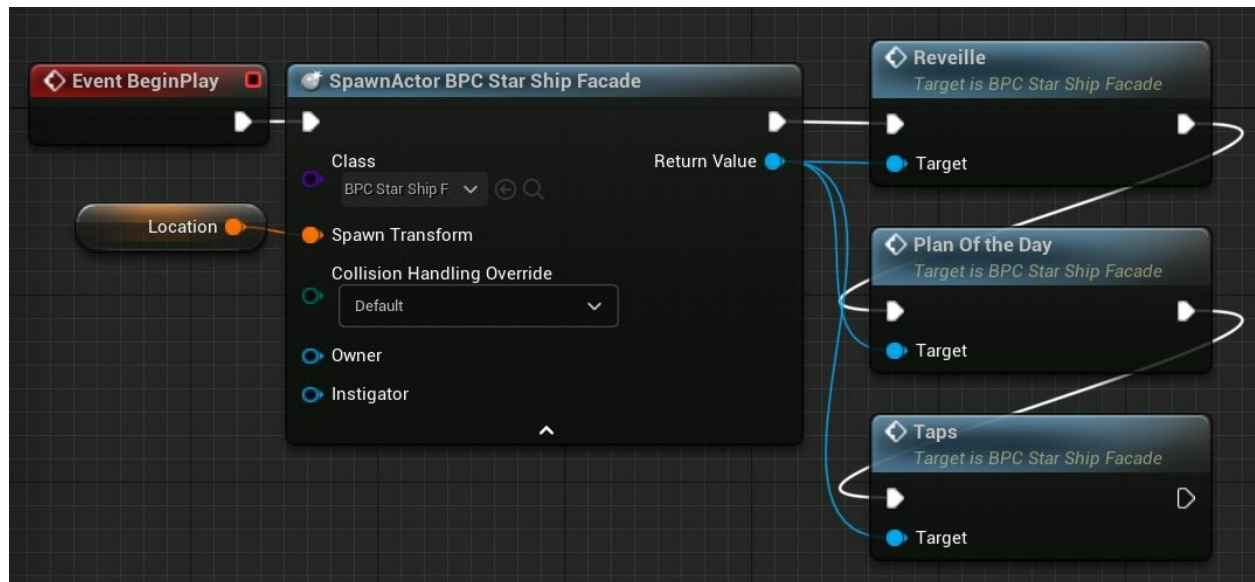 Event BeginPlay
Location
SpawnActor BPC Star Ship Facade
Class
Return Value
BPC Star Ship F
Spawn Transform
Collision Handling Override
Default
Owner
Instigator
Reveille
Target is BPC Star Ship Facade
Target
Plan Of the Day
Target is BPC Star Ship Facade
Target
Taps
Target is BPC Star Ship Facade
Target